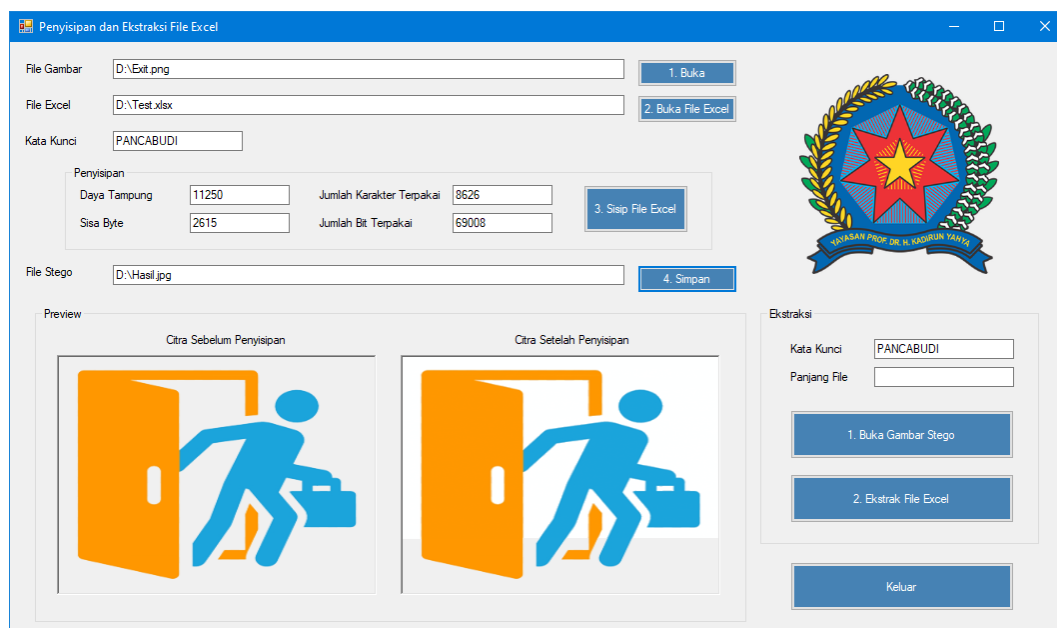 Penyisipan dan Ekstraksi File Excel
File Gambar D:\Exit.png 1. Buka
File Excel D:\Test.xlsx 2. Buka File Excel
Kata Kunci PANCABUDI
Penyisipan
Daya Tampung 11250 Jumlah Karakter Terpakai 8626
3. Sisip File Excel
Sisa Byte 2615 Jumlah Bit Terpakai 69008
YAYASAN PROF. DR. H. KADIRUN YAHYA
File Stego D:\Hasil.jpg 4. Simpan
Preview
Citra Sebelum Penyisipan Citra Setelah Penyisipan
Ekstraksi
Kata Kunci PANCABUDI
Panjang File
1. Buka Gambar Stego
2. Ekstrak File Excel
Keluar